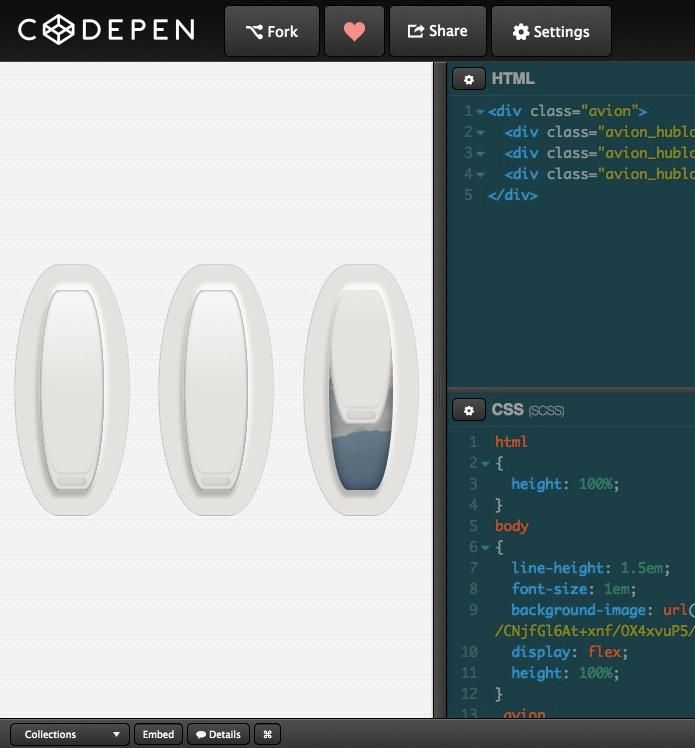 CODEPEN
Fork
Share
Settings
HTML
1 <div class="avion">
2 <div class="avion_hublo
3 <div class="avion_hublo
4 <div class="avion_hublo
5 </div>
CSS (SCSS)
1 html
2 {
3 height: 100%;
4 }
5 body
6 {
7 line-height: 1.5em;
8 font-size: 1em;
9 background-image: url(
/CNjfGl6At+xnf/OX4xvuP5/
10 display: flex;
11 height: 100%;
12 }
13 .avion
Collections
Embed
Details
⌘